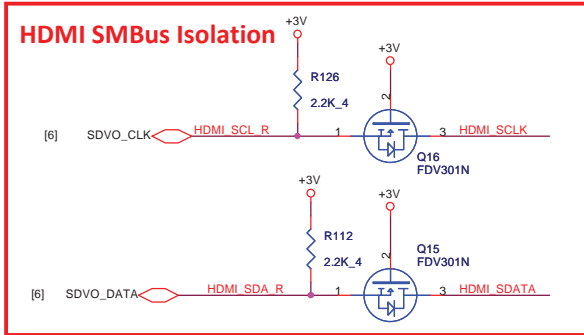 HDMI SMBus Isolation
+3V
+3V
R126
2.2K_4
2
[6] SDVO_CLK HDMI_SCL_R 1 3 HDMI_SCLK
Q16
FDV301N
+3V
+3V
R112
2.2K_4
Q15
FDV301N
2
[6] SDVO_DATA HDMI_SDA_R 1 3 HDMI_SDATA